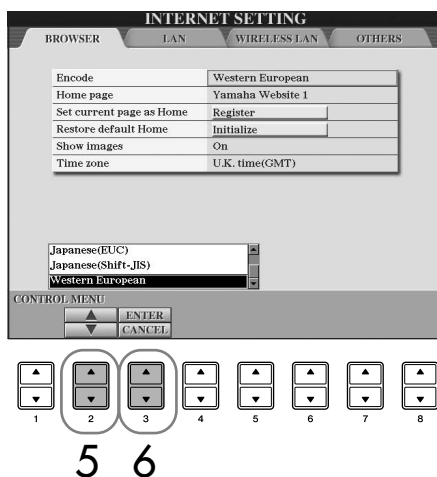 INTERNET SETTING
BROWSER LAN WIRELESS LAN OTHERS
Encode Western European
Home page Yamaha Website 1
Set current page as Home Register
Restore default Home Initialize
Show images On
Time zone U.K. time(GMT)
Japanese(EUC)
Japanese(Shift-JIS)
Western European
CONTROL MENU
▲ ENTER
▼ CANCEL
1 2 3 4 5 6 7 8
5 6